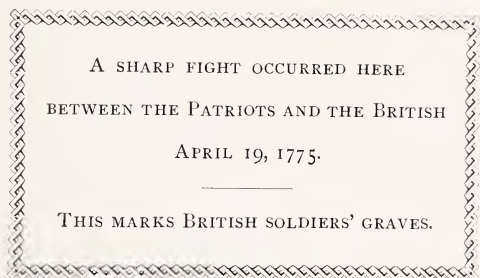 A SHARP FIGHT OCCURRED HERE
BETWEEN THE PATRIOTS AND THE BRITISH
APRIL 19, 1775.
THIS MARKS BRITISH SOLDIERS' GRAVES.